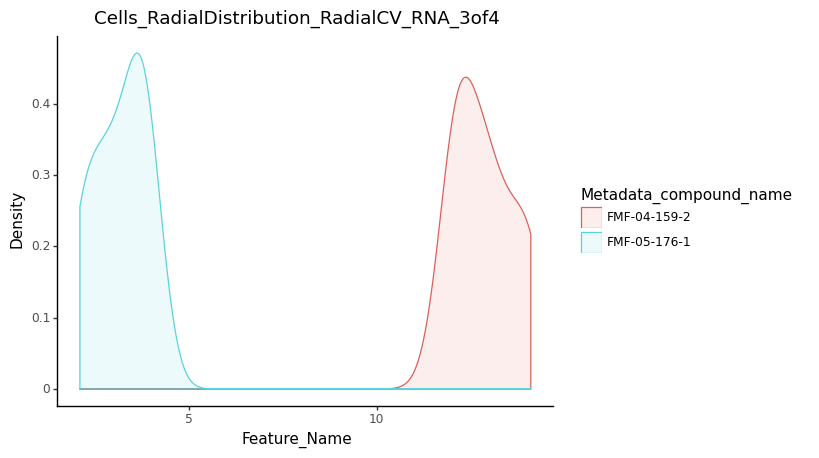 Cells_RadialDistribution_RadialCV_RNA_3of4
Density
0.4
0.3
0.2
0.1
0
5
10
Feature_Name
Metadata_compound_name
FMF-04-159-2
FMF-05-176-1